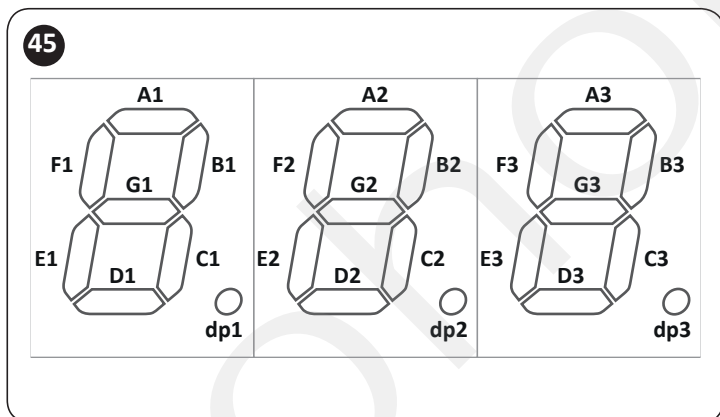 45
A1 A2 A3
F1 B1 F2 B2 F3 B3
G1 G2 G3
E1 C1 E2 C2 E3 C3
D1 D2 D3
dp1 dp2 dp3